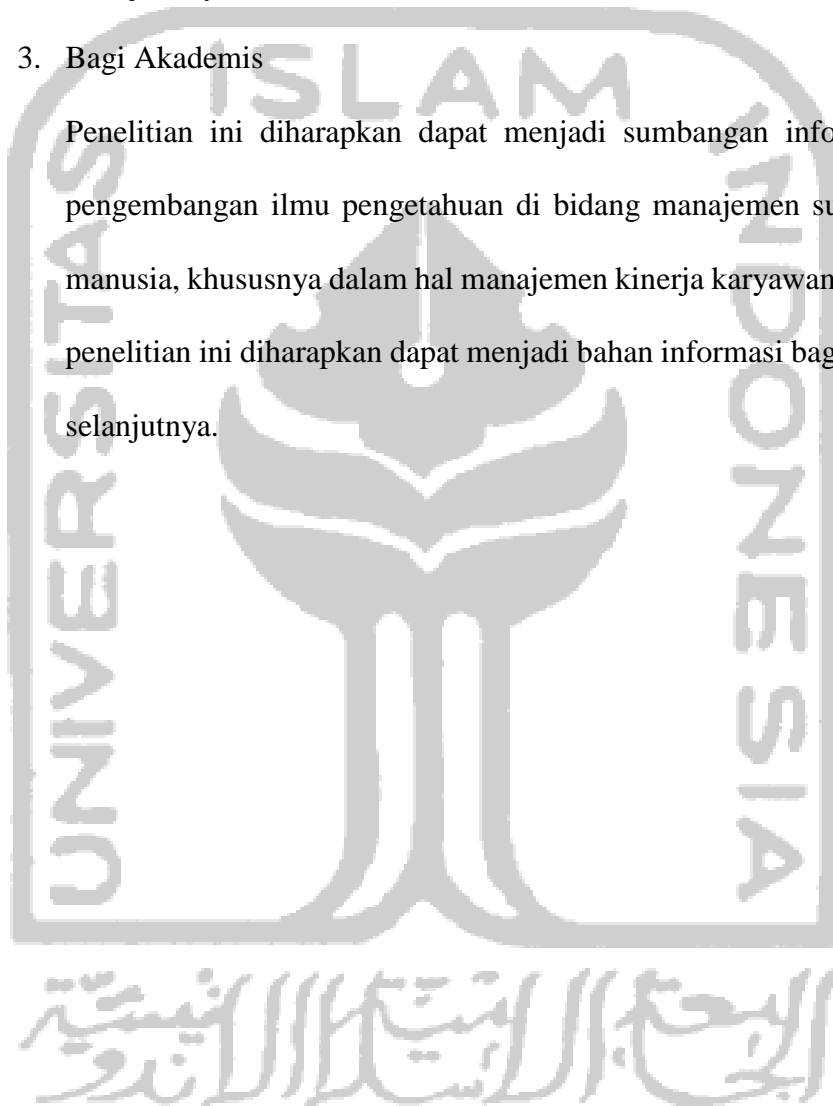 3. Bagi Akademis
Penelitian ini diharapkan dapat menjadi sumbangan info
pengembangan ilmu pengetahuan di bidang manajemen su
manusia, khususnya dalam hal manajemen kinerja karyawan
penelitian ini diharapkan dapat menjadi bahan informasi bag
selanjutnya.
UNIVERSITAS
ISLAM
INDONESIA